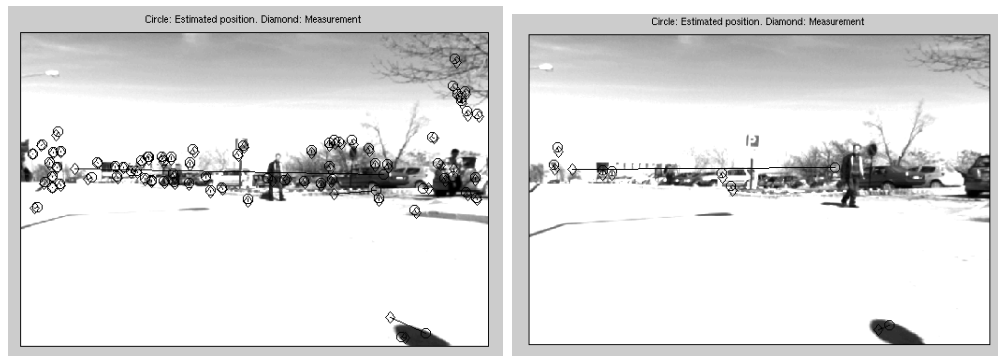 Circle: Estimated position. Diamond: Measurement
Circle: Estimated position. Diamond: Measurement
P